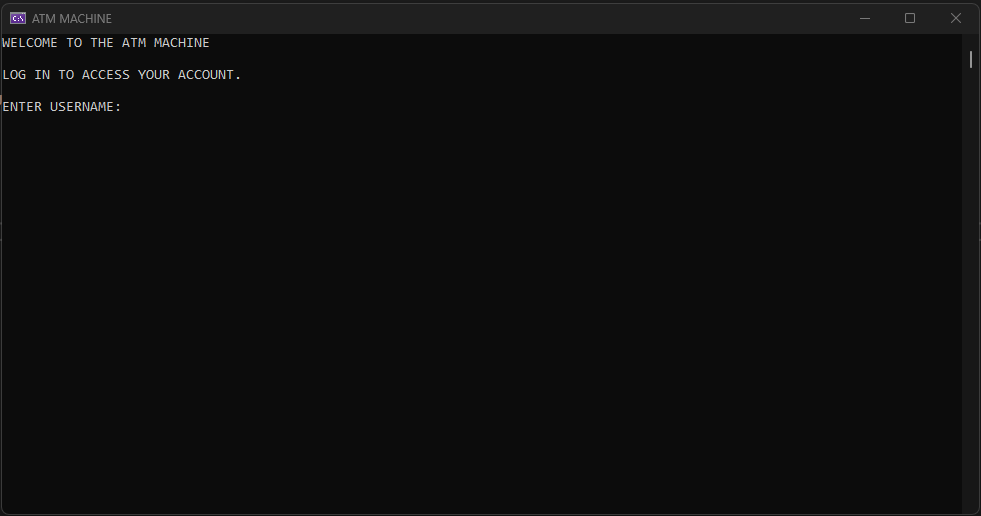 C:\
ATM MACHINE
WELCOME TO THE ATM MACHINE
LOG IN TO ACCESS YOUR ACCOUNT.
ENTER USERNAME: